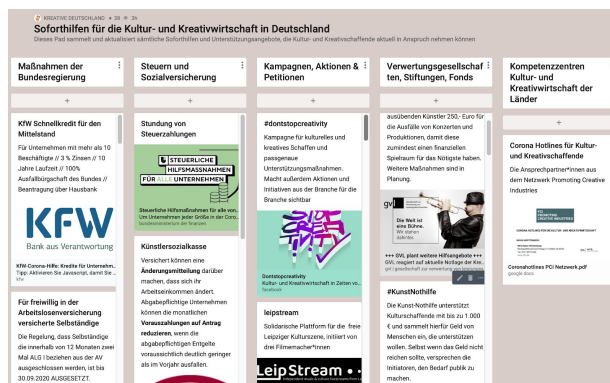 KREATIVE DEUTSCHLAND
Soforthilfen für die Kultur- und Kreativwirtschaft in Deutschland
Dieses Pad sammelt und aktualisiert sämtliche Soforthilfen und Unterstützungsangebote, die Kultur- und Kreativschaffende aktuell in Anspruch nehmen können
Maßnahmen der
Bundesregierung
KfW Schnellkredit für den
Mittelstand
Für Unternehmen mit mehr als 10
Beschäftigte // 3 % Zinsen // 10
Jahre Laufzeit // 100%
Ausfallbürgschaft des Bundes //
Beantragung über Hausbank
KFW
Bank aus Verantwortung
KfW-Corona-Hilfe: Kredite für Unternehm...
Tipp: Aktivieren Sie Javascript, damit Sie ...
kfw
Für freiwillig in der
Arbeitslosenversicherung
versicherte Selbständige
Die Regelung, dass Selbständige
die innerhalb von 12 Monaten zwei
Mal ALG I beziehen aus der AV
ausgeschlossen werden, ist bis
30.09.2020 AUSGESETZT.
Steuern und
Sozialversicherung
Stundung von
Steuerzahlungen
STEUERLICHE
HILFSMASSNAHMEN
FÜR ALLE UNTERNEHMEN
Steuerliche Hilfsmaßnahmen für alle von...
Um Unternehmen jeder Größe in der Coro...
bundesministerium der finanzen
Künstlersozialkasse
Versichert können eine
Änderungsmitteilung darüber
machen, dass sich ihr
Arbeitseinkommen ändert.
Abgabepflichtige Unternehmen
können die monatlichen
Vorauszahlungen auf Antrag
reduzieren, wenn die
abgabepflichtigen Entgelte
voraussichtlich deutlich geringer
als im Vorjahr ausfallen.
Kampagnen, Aktionen &
Petitionen
#dontstopcreativity
Kampagne für kulturelles und
kreatives Schaffen und
passgenaue
Unterstützungsmaßnahmen.
Macht außerdem Aktionen und
Initiativen aus der Branche für die
Branche sichtbar
Dontstopcreativity
Kultur- und Kreativwirtschaft in Zeiten vo...
facebook
leipstream
Solidarische Plattform für die freie
Leipziger Kulturszene, initiiert von
drei Filmemacher*innen
LeipStream
Verwertungsgesellschaf
ten, Stiftungen, Fonds
ausübenden Künstler 250,- Euro für
die Ausfälle von Konzerten und
Produktionen, damit diese
zumindest einen finanziellen
Spielraum für das Nötigste haben.
Weitere Maßnahmen sind in
Planung.
gvl
Die Welt ist
eine Bühne.
Wir stehen
dahinter.
+++ GVL plant weitere Hilfsangebote +++
GVL reagiert auf aktuelle Notlage der Kre...
#KunstNothilfe
Die Kunst-Nothilfe unterstützt
Kulturschaffende mit bis zu 1.000
€ und sammelt hierfür Geld von
Menschen ein, die unterstützen
wollen. Selbst wenn das Geld nicht
reichen sollte, versprechen die
Initiatoren, den Bedarf publik zu
machen.
Kompetenzzentren
Kultur- und
Kreativwirtschaft der
Länder
Corona Hotlines für Kultur-
und Kreativschaffende
Die Ansprechpartner*innen aus
dem Netzwerk Promoting Creative
Industries
PCI
PROMOTING
CREATIVE INDUSTRIES
Coronahotlines PCI Netzwerk.pdf
google docs